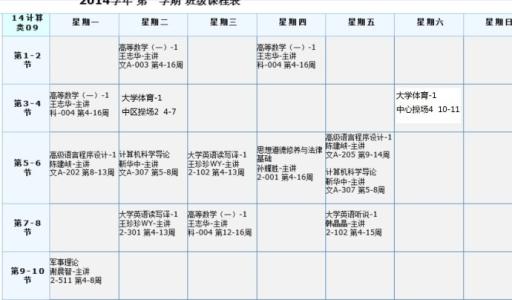 2014学年 第一学期 班级课程表
14计算
类09
星期一
星期二
星期三
星期四
星期五
星期六
星期日
第1-2
节
高等数学（一）-1
王志华-主讲
文A-003 第4-16周
高等数学（一）-1
王志华-主讲
科-004 第4-16周
第3-4
节
高等数学（一）-1
王志华-主讲
科-004 第4-16周
大学体育-1
中区操场2 4-7
大学体育-1
中心操场4 10-11
第5-6
节
高级语言程序设计-1
陈建峡-主讲
文A-202 第8-13周
计算机科学导论
靳华中-主讲
文A-307 第5-8周
大学英语读写译-1
王珍珍WY-主讲
2-102 第4-13周
思想道德修养与法律
基础
孙耀胜-主讲
2-001 第4-16周
高级语言程序设计-1
陈建峡-主讲
文A-205 第9-14周
计算机科学导论
靳华中-主讲
文A-307 第5-8周
第7-8
节
大学英语读写译-1
王珍珍WY-主讲
2-301 第4-13周
高等数学（一）-1
王志华-主讲
科-004 第12-16周
大学英语听说-1
韩晶晶-主讲
2-102 第4-15周
第9-10
节
军事理论
谢晨智-主讲
2-511 第4-8周